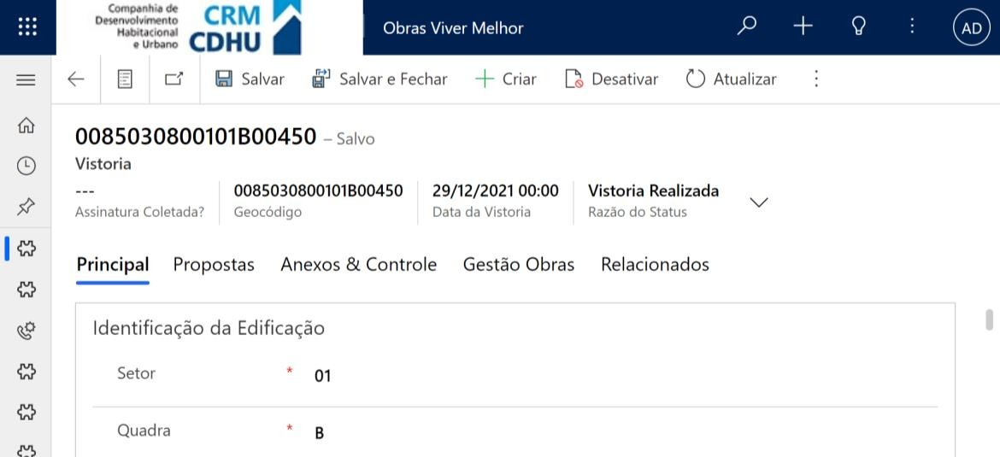 Companhia de
Desenvolvimento
Habitacional
e Urbano
CRM
CDHU
Obras Viver Melhor
AD
Salvar
Salvar e Fechar
Criar
Desativar
Atualizar
0085030800101B00450 – Salvo
Vistoria
---
Assinatura Coletada?
0085030800101B00450
Geocódigo
29/12/2021 00:00
Data da Vistoria
Vistoria Realizada
Razão do Status
Principal
Propostas
Anexos & Controle
Gestão Obras
Relacionados
Identificação da Edificação
Setor * 01
Quadra * B